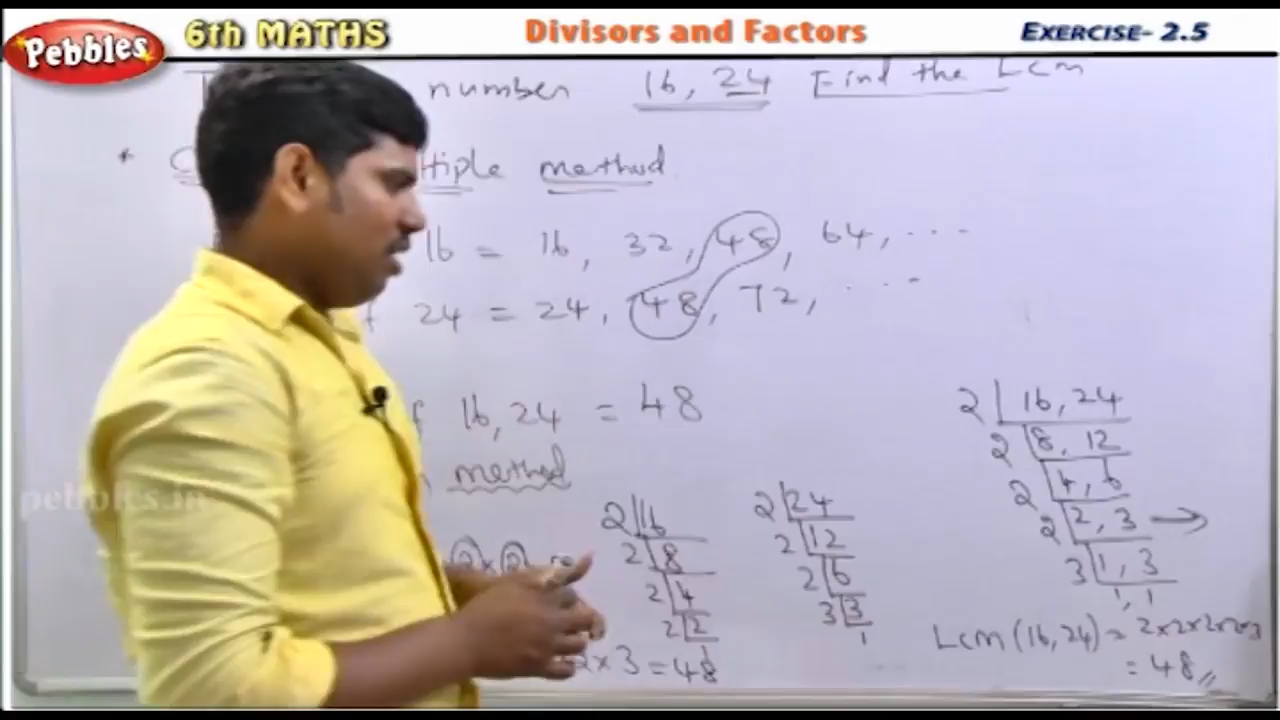 Pebbles 6th MATHS Divisors and Factors EXERCISE- 2.5
number 16, 24 Find the Lcm
* tiple method.
16 = 16, 32, 48, 64, ...
24 = 24, 48, 72, ...
16, 24 = 48
method
2 | 16
2 | 8
2 | 4
2 | 2
1
2 | 24
2 | 12
2 | 6
3 | 3
1
2 | 16, 24
2 | 8, 12
2 | 4, 6
2 | 2, 3 →
3 | 1, 3
1, 1
2 × 2
2×3 = 48
Lcm (16, 24) = 2×2×2×2×3
= 48 //
pebbles.in